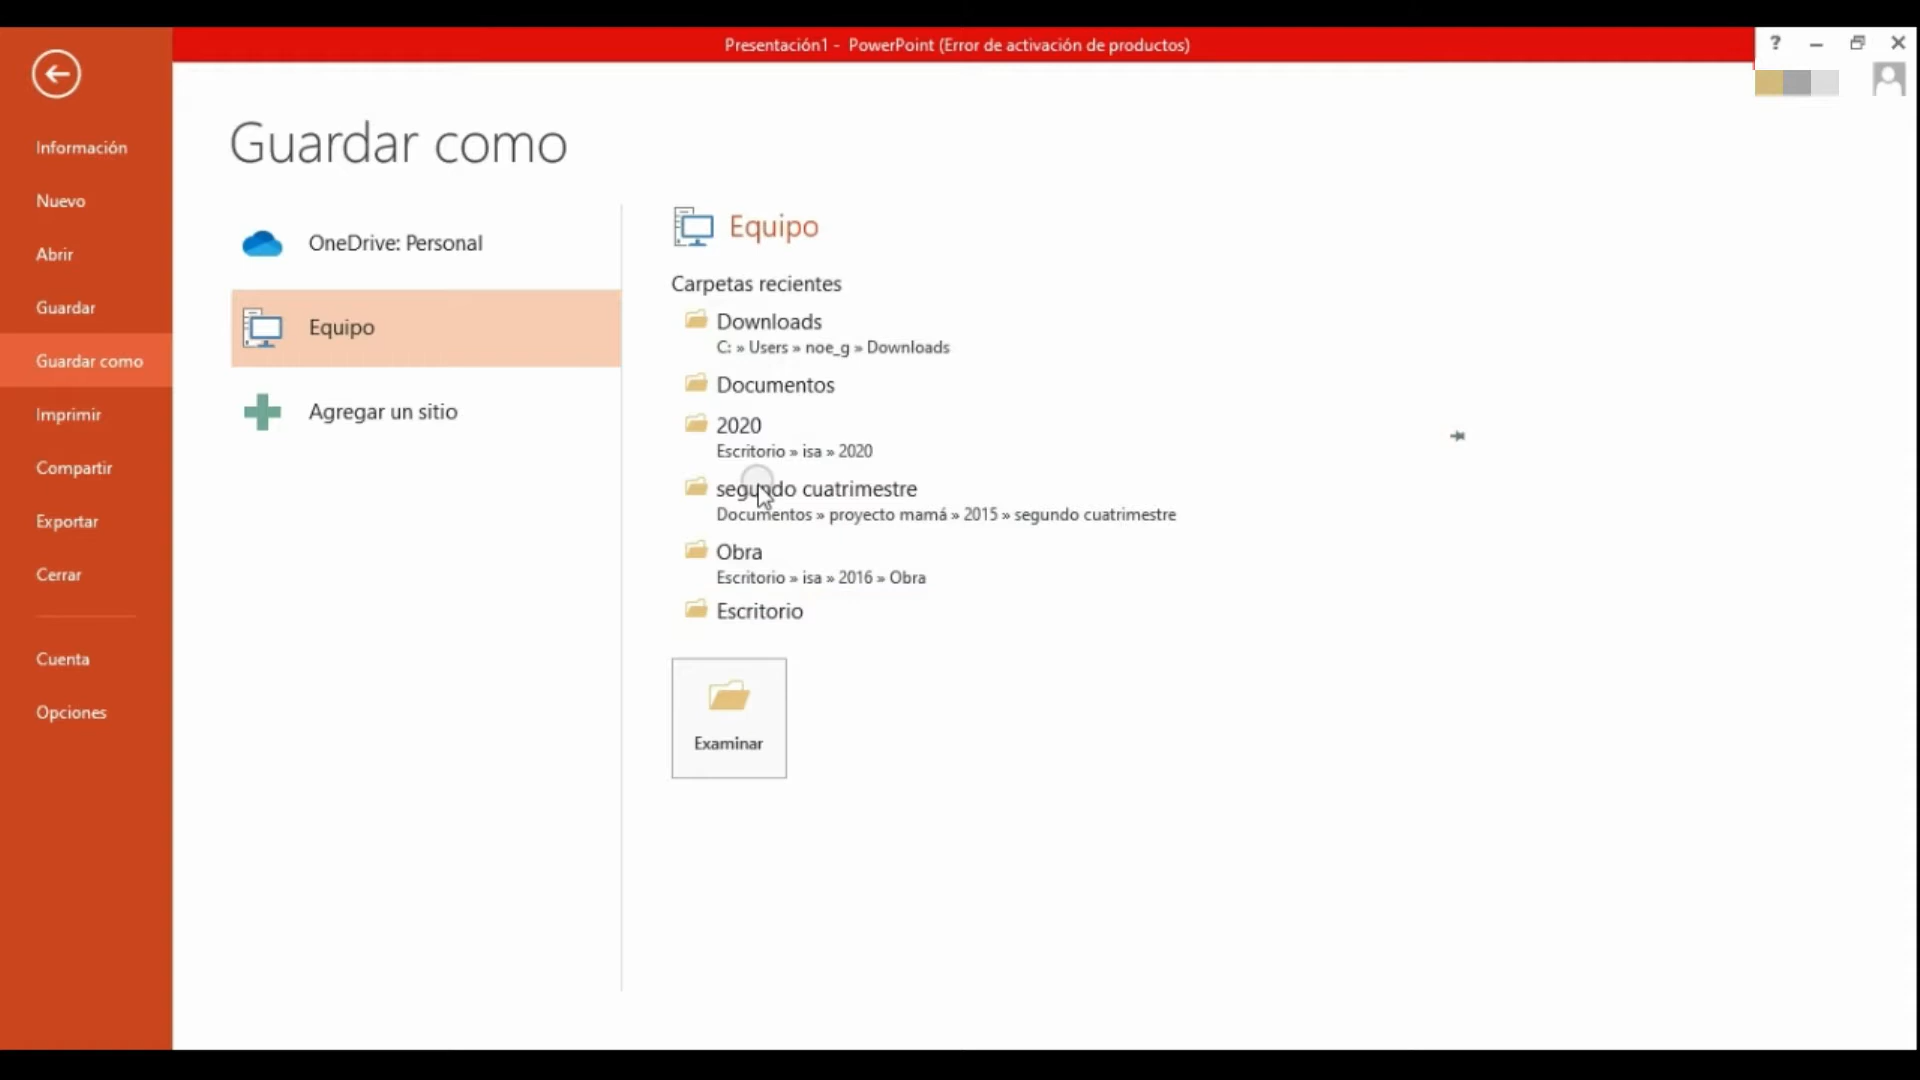 Presentación1 - PowerPoint (Error de activación de productos)
?
Información
Nuevo
Abrir
Guardar
Guardar como
Imprimir
Compartir
Exportar
Cerrar
Cuenta
Opciones
Guardar como
OneDrive: Personal
Equipo
Agregar un sitio
Equipo
Carpetas recientes
Downloads
C: » Users » noe_g » Downloads
Documentos
2020
Escritorio » isa » 2020
segundo cuatrimestre
Documentos » proyecto mamá » 2015 » segundo cuatrimestre
Obra
Escritorio » isa » 2016 » Obra
Escritorio
Examinar